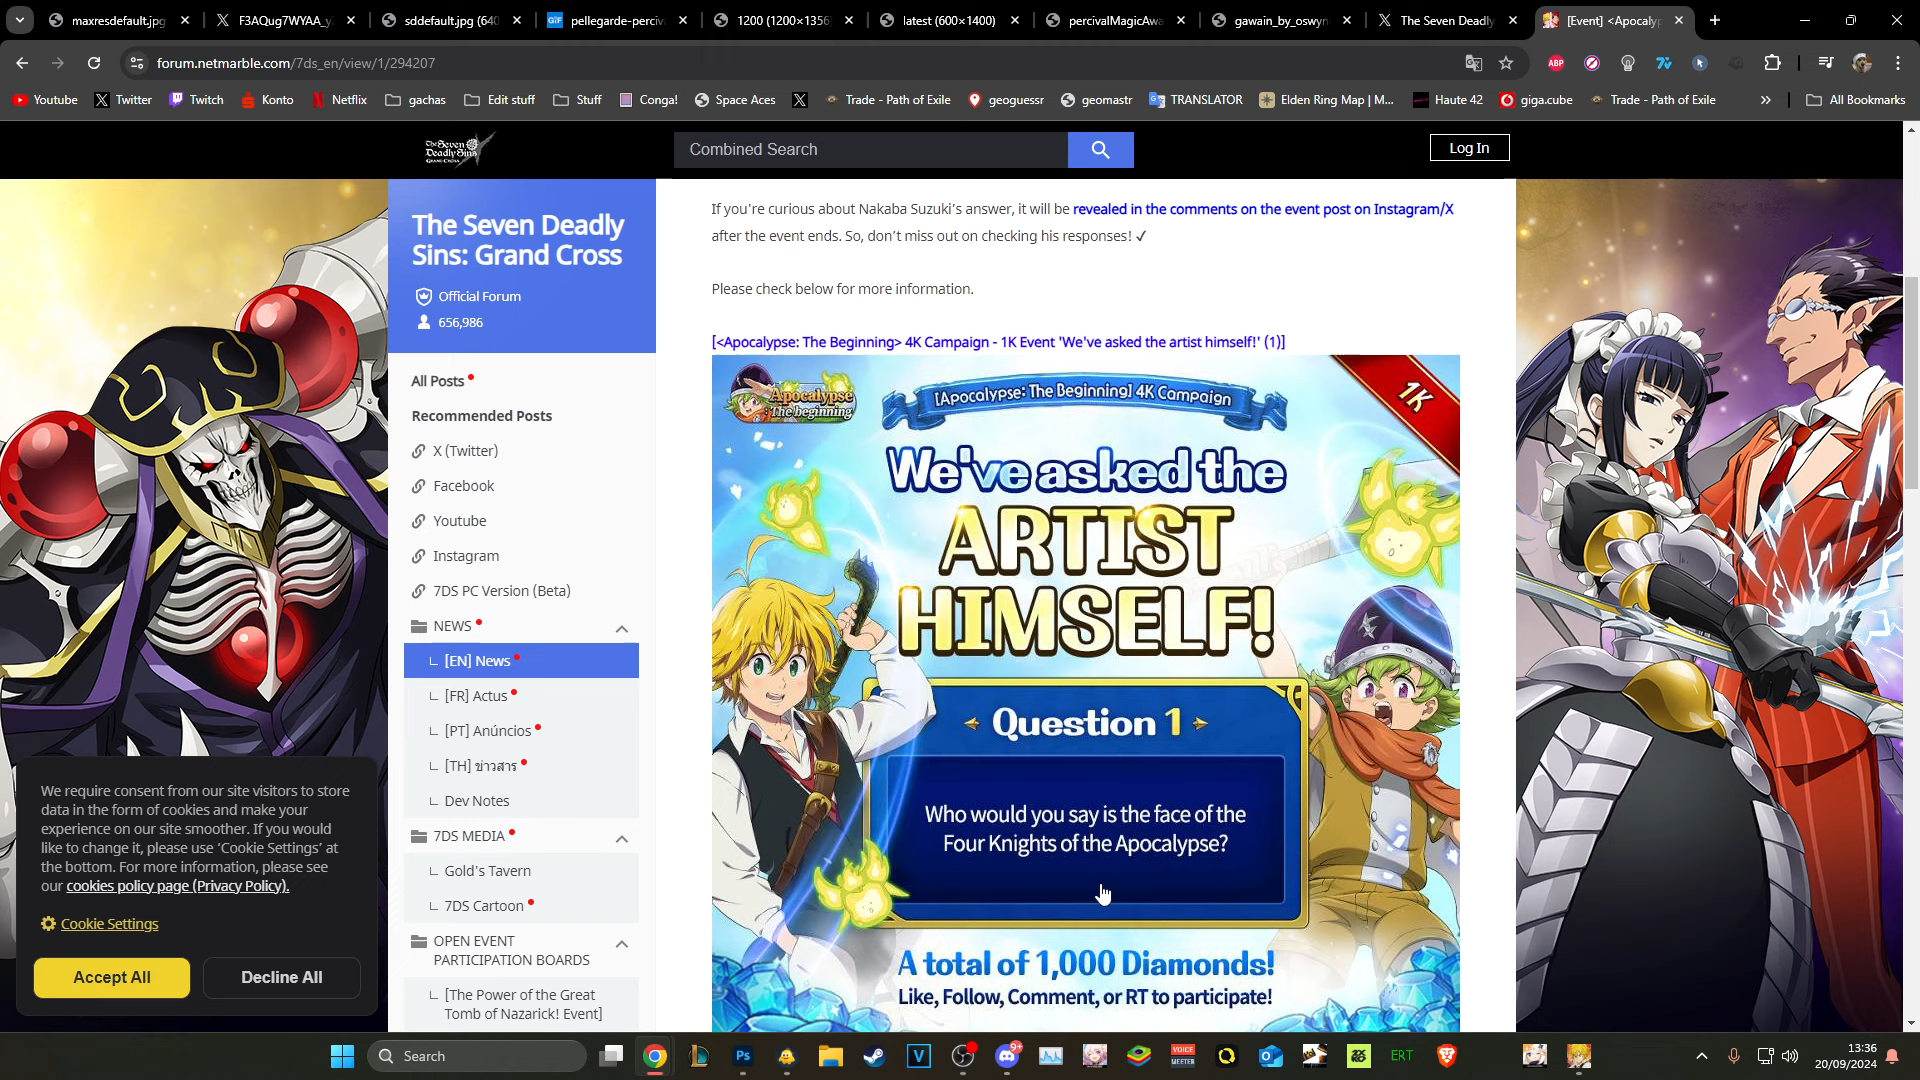 maxresdefault.jpg
F3AQug7WYAA_y
sddefault.jpg (64
pellegarde-perciv
1200 (1200×1356
latest (600×1400)
percivalMagicAwa
gawain_by_oswyn
The Seven Deadly
[Event] <Apocalyp
forum.netmarble.com/7ds_en/view/1/294207
Youtube
Twitter
Twitch
Konto
Netflix
gachas
Edit stuff
Stuff
Conga!
Space Aces
Trade - Path of Exile
geoguessr
geomastr
TRANSLATOR
Elden Ring Map | M...
Haute 42
giga.cube
Trade - Path of Exile
All Bookmarks
The Seven
Deadly Sins
GRAND CROSS
Combined Search
Log In
The Seven Deadly
Sins: Grand Cross
Official Forum
656,986
All Posts
Recommended Posts
X (Twitter)
Facebook
Youtube
Instagram
7DS PC Version (Beta)
NEWS
[EN] News
[FR] Actus
[PT] Anúncios
[TH] ข่าวสาร
Dev Notes
7DS MEDIA
Gold's Tavern
7DS Cartoon
OPEN EVENT
PARTICIPATION BOARDS
[The Power of the Great
Tomb of Nazarick! Event]
If you're curious about Nakaba Suzuki's answer, it will be revealed in the comments on the event post on Instagram/X
after the event ends. So, don't miss out on checking his responses! ✓
Please check below for more information.
[<Apocalypse: The Beginning> 4K Campaign - 1K Event 'We've asked the artist himself!' (1)]
Apocalypse
: The beginning
[Apocalypse: The Beginning] 4K Campaign
1K
We've asked the
ARTIST
HIMSELF!
Question 1
Who would you say is the face of the
Four Knights of the Apocalypse?
A total of 1,000 Diamonds!
Like, Follow, Comment, or RT to participate!
We require consent from our site visitors to store
data in the form of cookies and make your
experience on our site smoother. If you would
like to change it, please use 'Cookie Settings' at
the bottom. For more information, please see
our cookies policy page (Privacy Policy).
Cookie Settings
Accept All
Decline All
Search
Ps
V
9+
VOICE
MEETER
ERT
13:36
20/09/2024